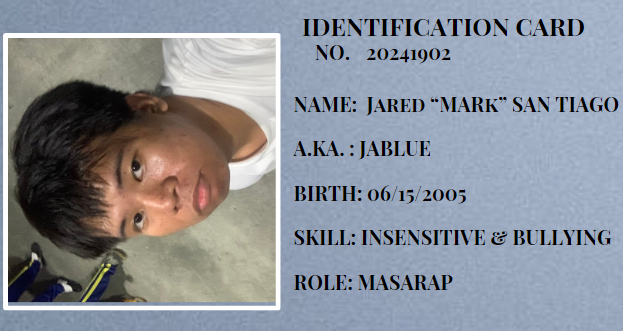 IDENTIFICATION CARD
NO. 20241902
NAME: JARED “MARK” SAN TIAGO
A.KA. : JABLUE
BIRTH: 06/15/2005
SKILL: INSENSITIVE & BULLYING
ROLE: MASARAP